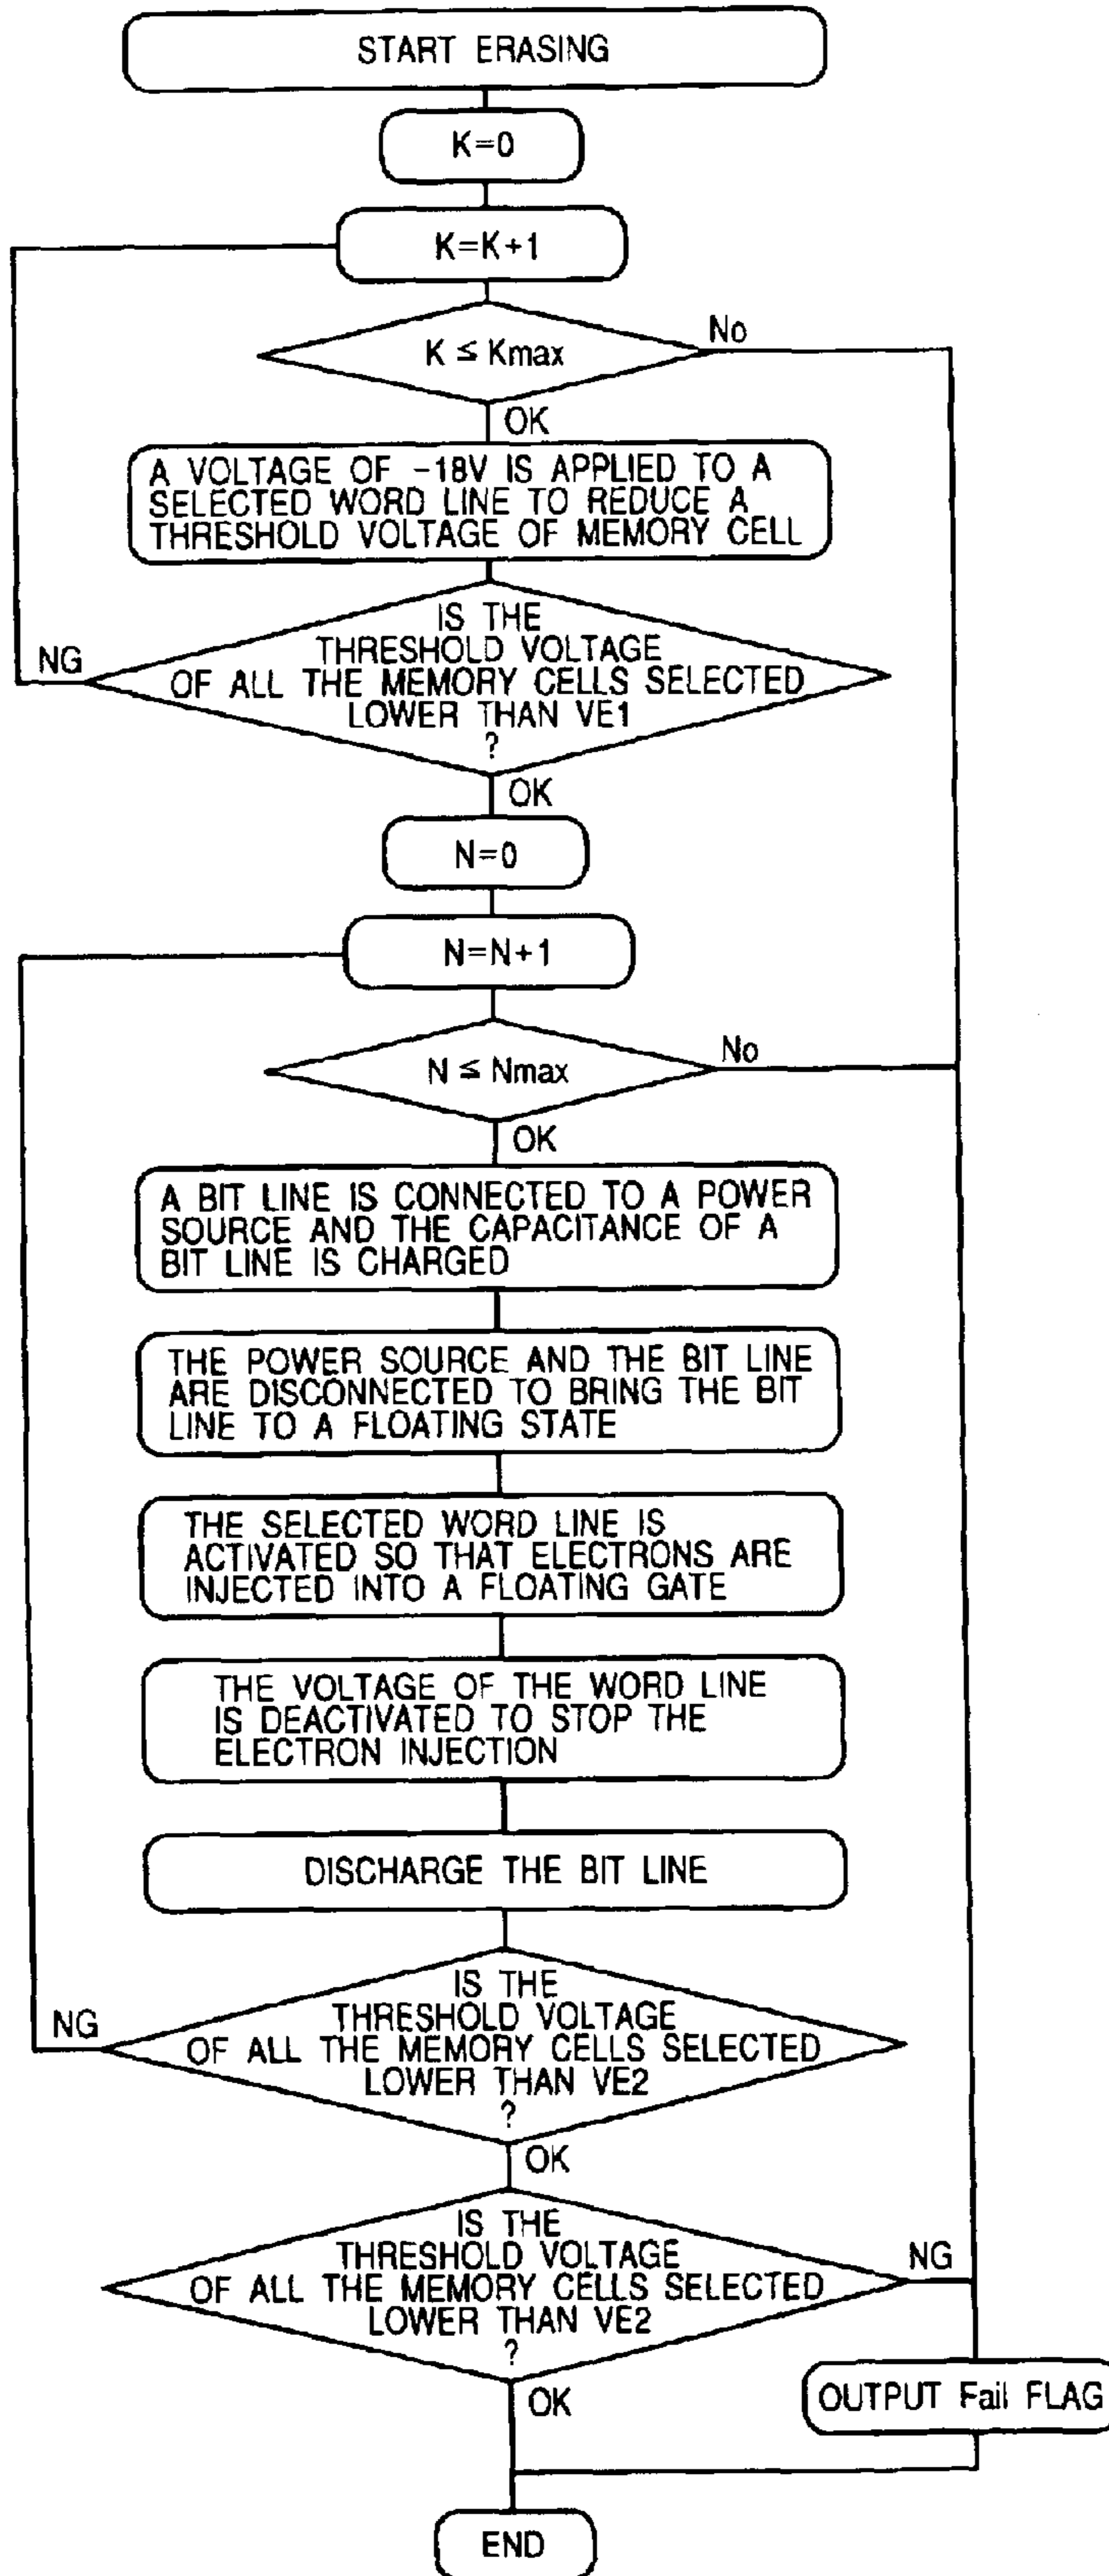 START ERASING
K=0
K=K+1
K ≦ Kmax
No
OK
A VOLTAGE OF -18V IS APPLIED TO A
SELECTED WORD LINE TO REDUCE A
THRESHOLD VOLTAGE OF MEMORY CELL
IS THE
THRESHOLD VOLTAGE
OF ALL THE MEMORY CELLS SELECTED
LOWER THAN VE1
?
NG
OK
N=0
N=N+1
N ≦ Nmax
No
OK
A BIT LINE IS CONNECTED TO A POWER
SOURCE AND THE CAPACITANCE OF A
BIT LINE IS CHARGED
THE POWER SOURCE AND THE BIT LINE
ARE DISCONNECTED TO BRING THE BIT
LINE TO A FLOATING STATE
THE SELECTED WORD LINE IS
ACTIVATED SO THAT ELECTRONS ARE
INJECTED INTO A FLOATING GATE
THE VOLTAGE OF THE WORD LINE
IS DEACTIVATED TO STOP THE
ELECTRON INJECTION
DISCHARGE THE BIT LINE
IS THE
THRESHOLD VOLTAGE
OF ALL THE MEMORY CELLS SELECTED
LOWER THAN VE2
?
NG
OK
IS THE
THRESHOLD VOLTAGE
OF ALL THE MEMORY CELLS SELECTED
LOWER THAN VE2
?
NG
OK
OUTPUT Fail FLAG
END